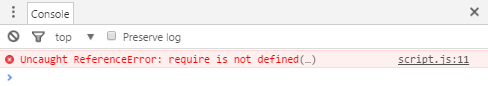 Console
top Preserve log
Uncaught ReferenceError: require is not defined(…) script.js:11